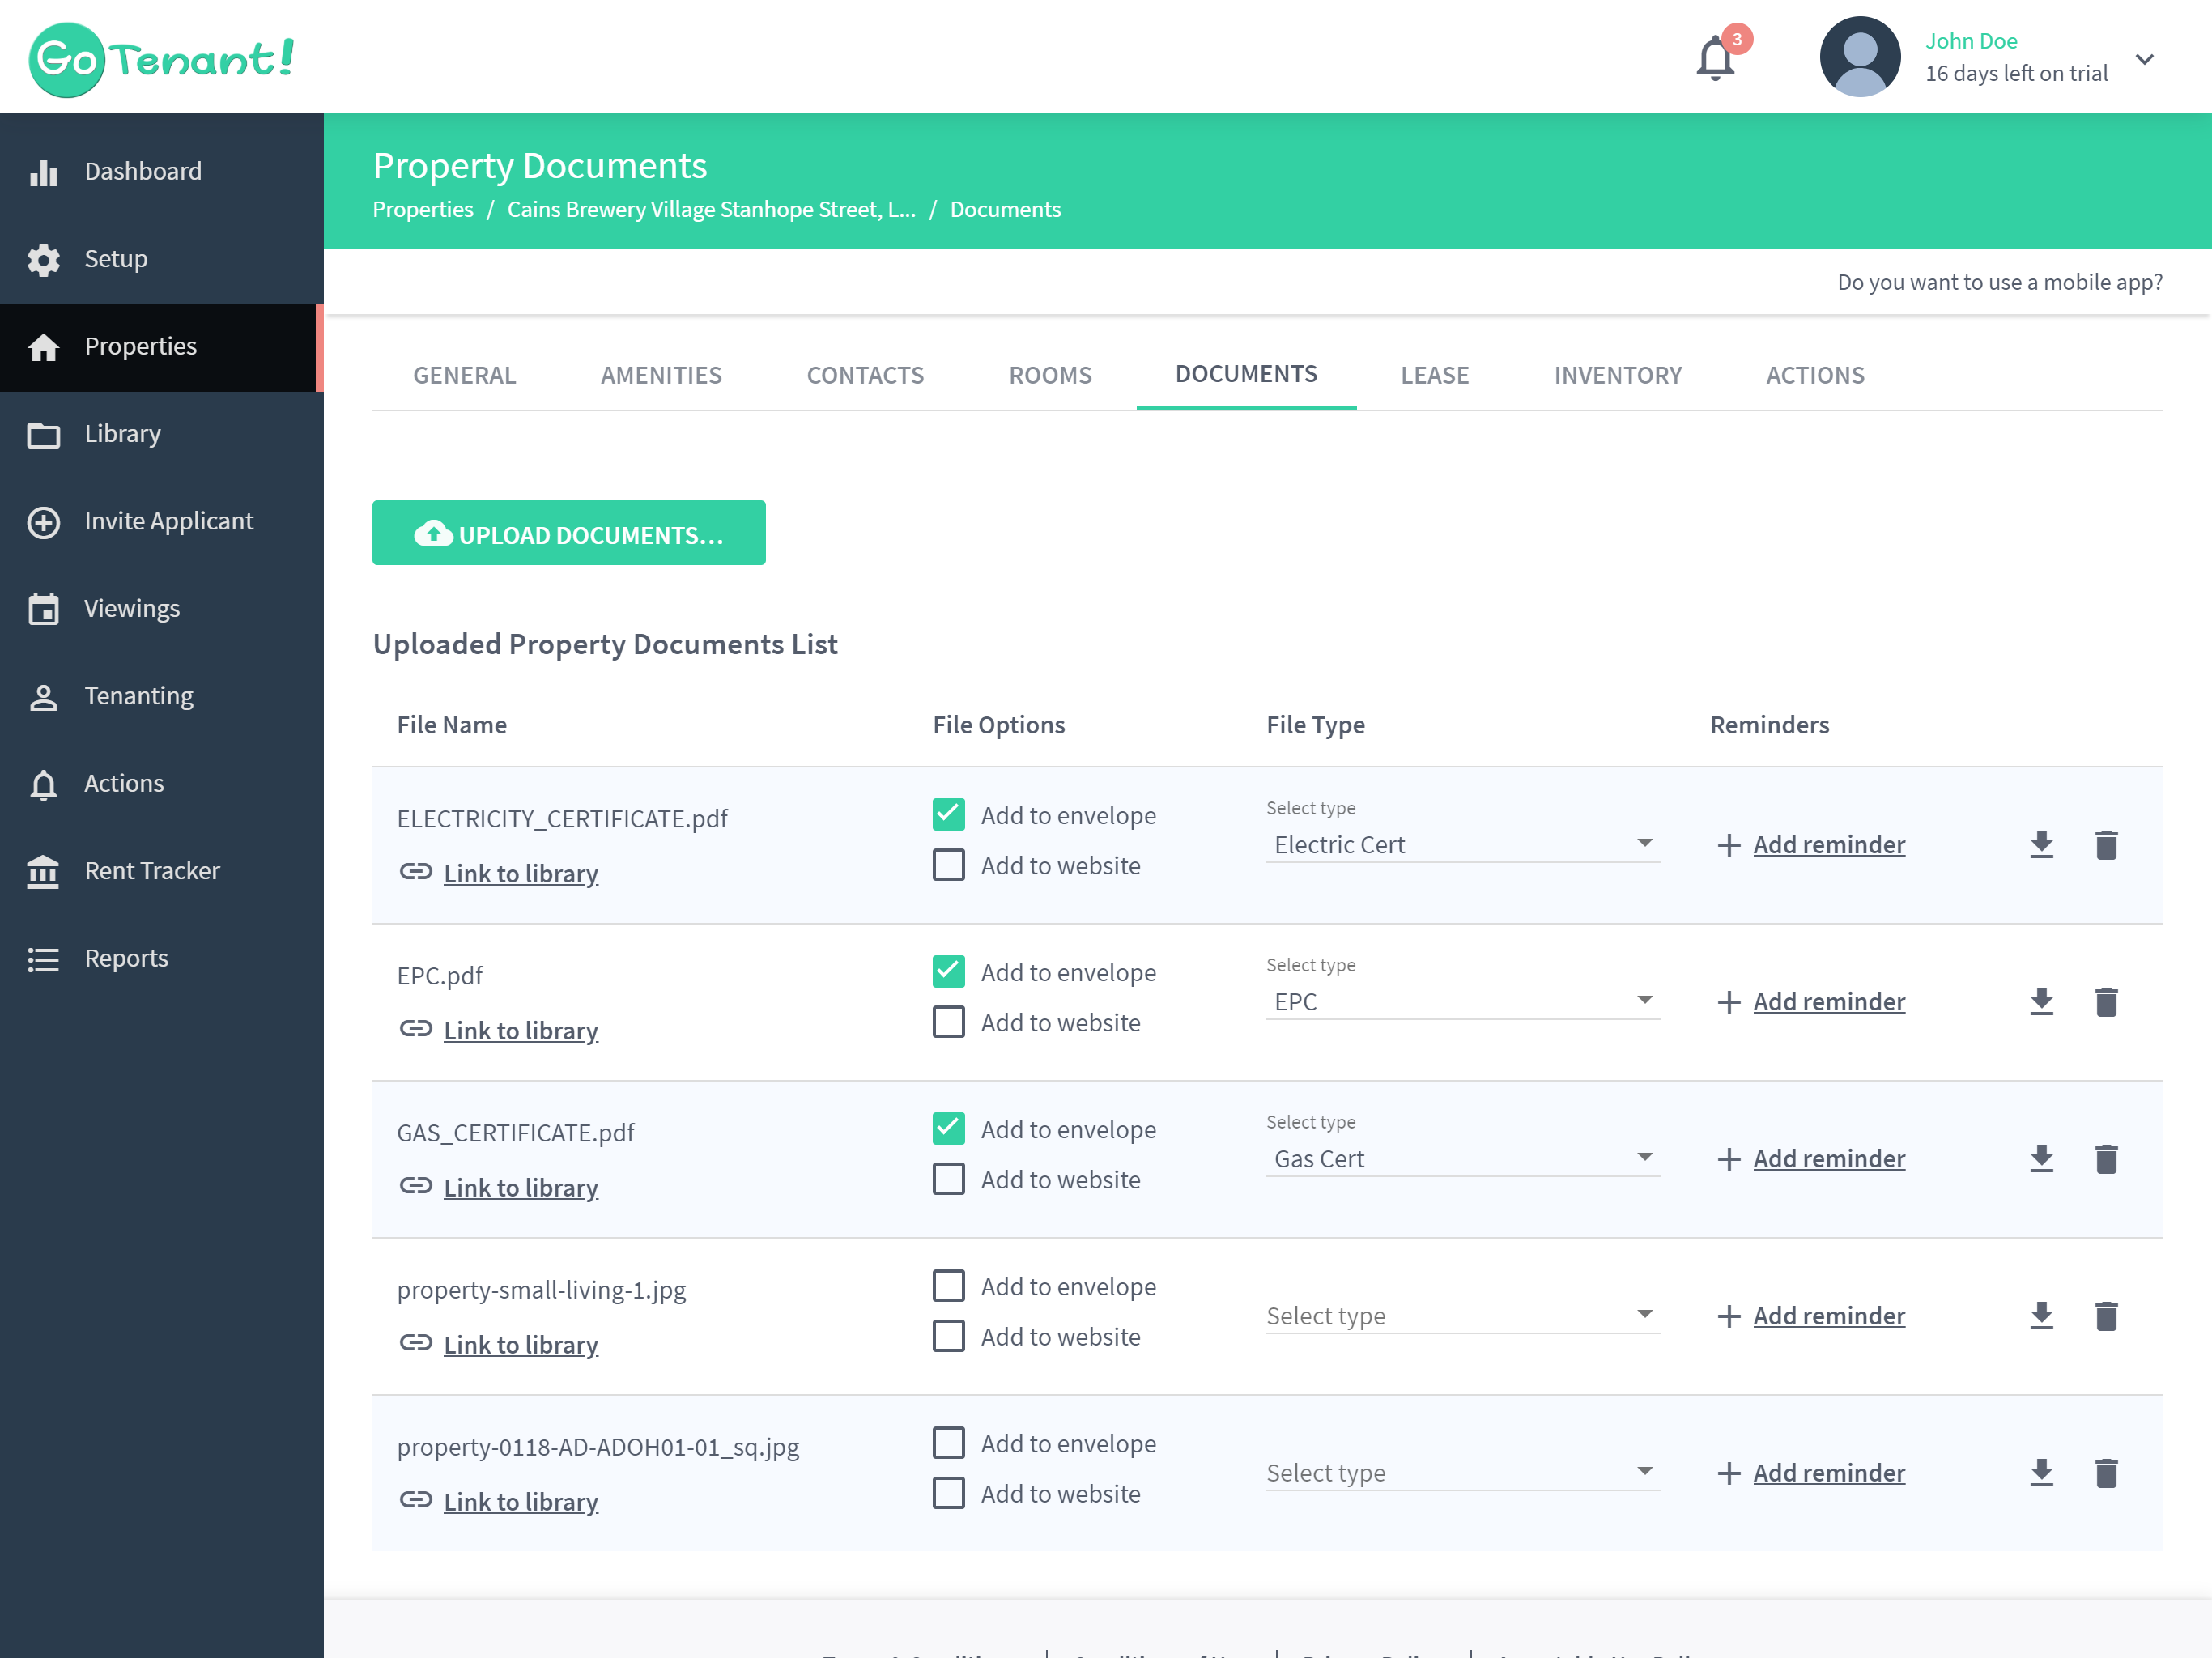 Go Tenant!
3
John Doe
16 days left on trial
Dashboard
Setup
Properties
Library
Invite Applicant
Viewings
Tenanting
Actions
Rent Tracker
Reports
Property Documents
Properties / Cains Brewery Village Stanhope Street, L... / Documents
Do you want to use a mobile app?
GENERAL AMENITIES CONTACTS ROOMS DOCUMENTS LEASE INVENTORY ACTIONS
UPLOAD DOCUMENTS...
Uploaded Property Documents List
File Name File Options File Type Reminders
ELECTRICITY_CERTIFICATE.pdf
Link to library
Add to envelope
Add to website
Select type
Electric Cert
Add reminder
EPC.pdf
Link to library
Add to envelope
Add to website
Select type
EPC
Add reminder
GAS_CERTIFICATE.pdf
Link to library
Add to envelope
Add to website
Select type
Gas Cert
Add reminder
property-small-living-1.jpg
Link to library
Add to envelope
Add to website
Select type
Add reminder
property-0118-AD-ADOH01-01_sq.jpg
Link to library
Add to envelope
Add to website
Select type
Add reminder